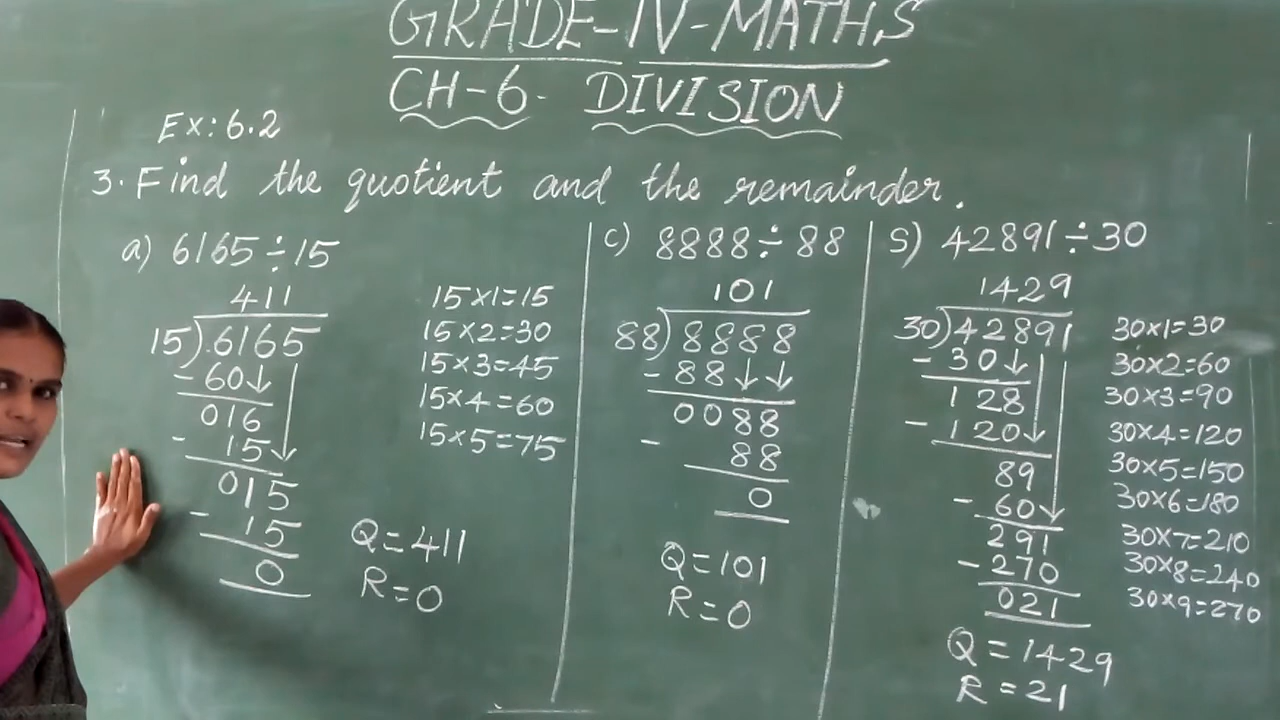 GRADE-IV-MATHS
CH-6- DIVISION
Ex: 6.2
3. Find the quotient and the remainder.
a) 6165÷15
411
15)6165
-60
016
- 15
015
- 15
0
Q=411
R=0
15×1=15
15×2=30
15×3=45
15×4=60
15×5=75
c) 8888÷88
101
88)8888
-88
0088
- 88
0
Q=101
R=0
S) 42891÷30
1429
30)42891
-30
128
-120
89
-60
291
-270
021
Q=1429
R=21
30×1=30
30×2=60
30×3=90
30×4=120
30×5=150
30×6=180
30×7=210
30×8=240
30×9=270